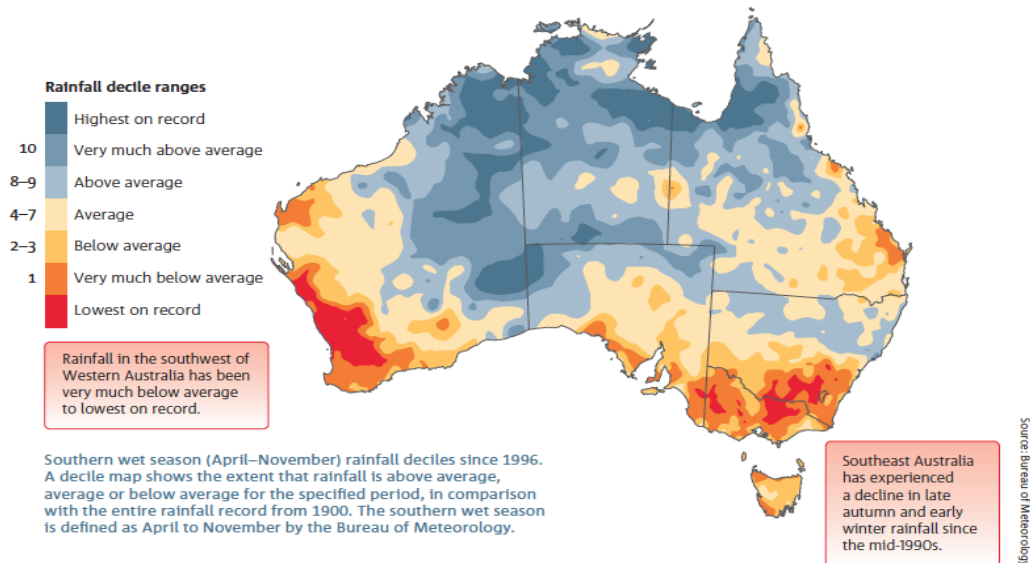 Rainfall decile ranges
Highest on record
10 Very much above average
8–9 Above average
4–7 Average
2–3 Below average
1 Very much below average
Lowest on record
Rainfall in the southwest of
Western Australia has been
very much below average
to lowest on record.
Southern wet season (April–November) rainfall deciles since 1996.
A decile map shows the extent that rainfall is above average,
average or below average for the specified period, in comparison
with the entire rainfall record from 1900. The southern wet season
is defined as April to November by the Bureau of Meteorology.
Southeast Australia
has experienced
a decline in late
autumn and early
winter rainfall since
the mid-1990s.
Source: Bureau of Meteorology